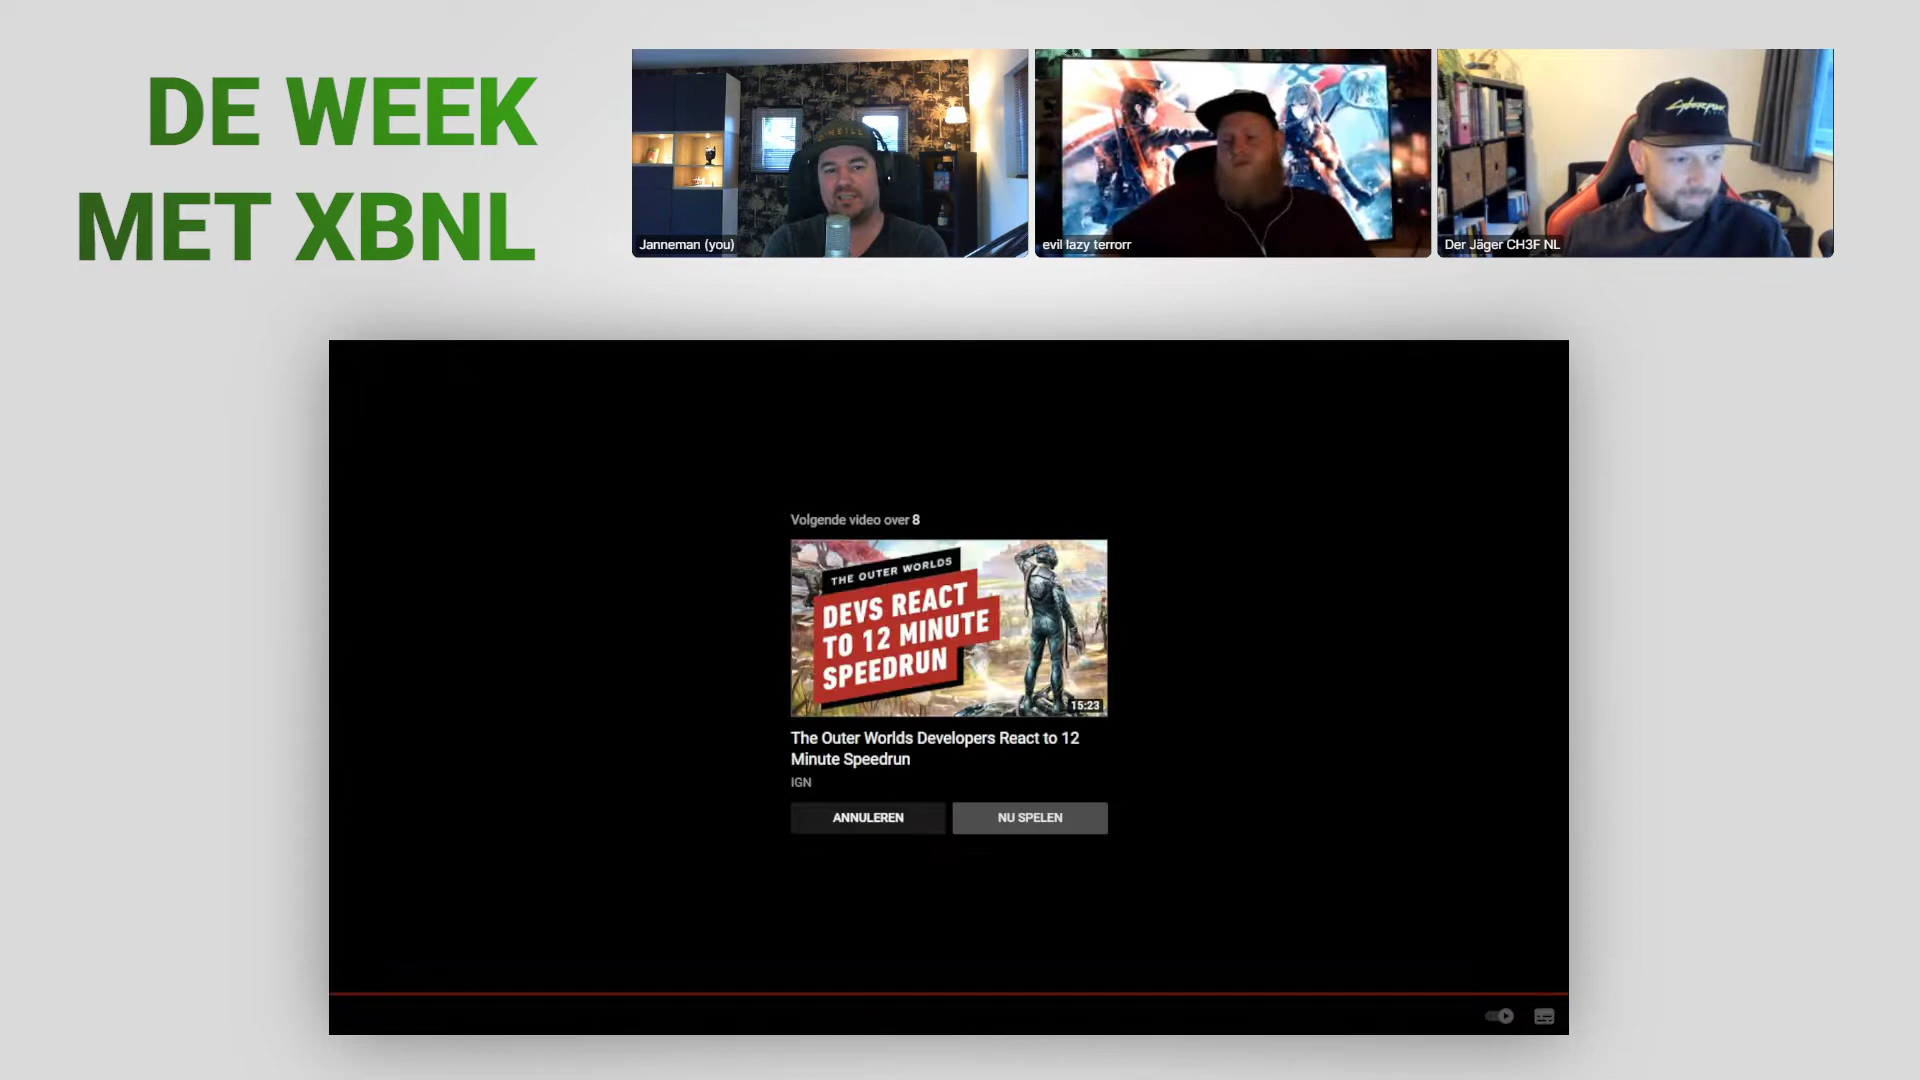 DE WEEK
MET XBNL
Janneman (you)
evil lazy terrorr
Der Jäger CH3F NL
Volgende video over 8
THE OUTER WORLDS
DEVS REACT
TO 12 MINUTE
SPEEDRUN
15:23
The Outer Worlds Developers React to 12
Minute Speedrun
IGN
ANNULEREN
NU SPELEN